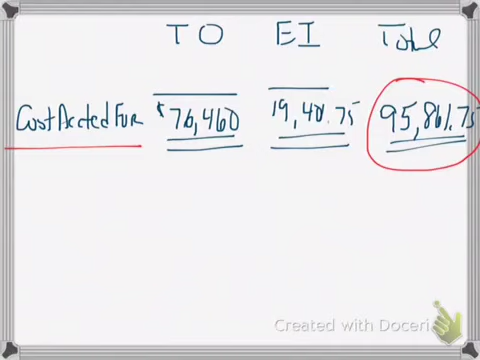 TO EI Total
Cost Accted For $76,460 19,401.75 95,861.75
Created with Doceri